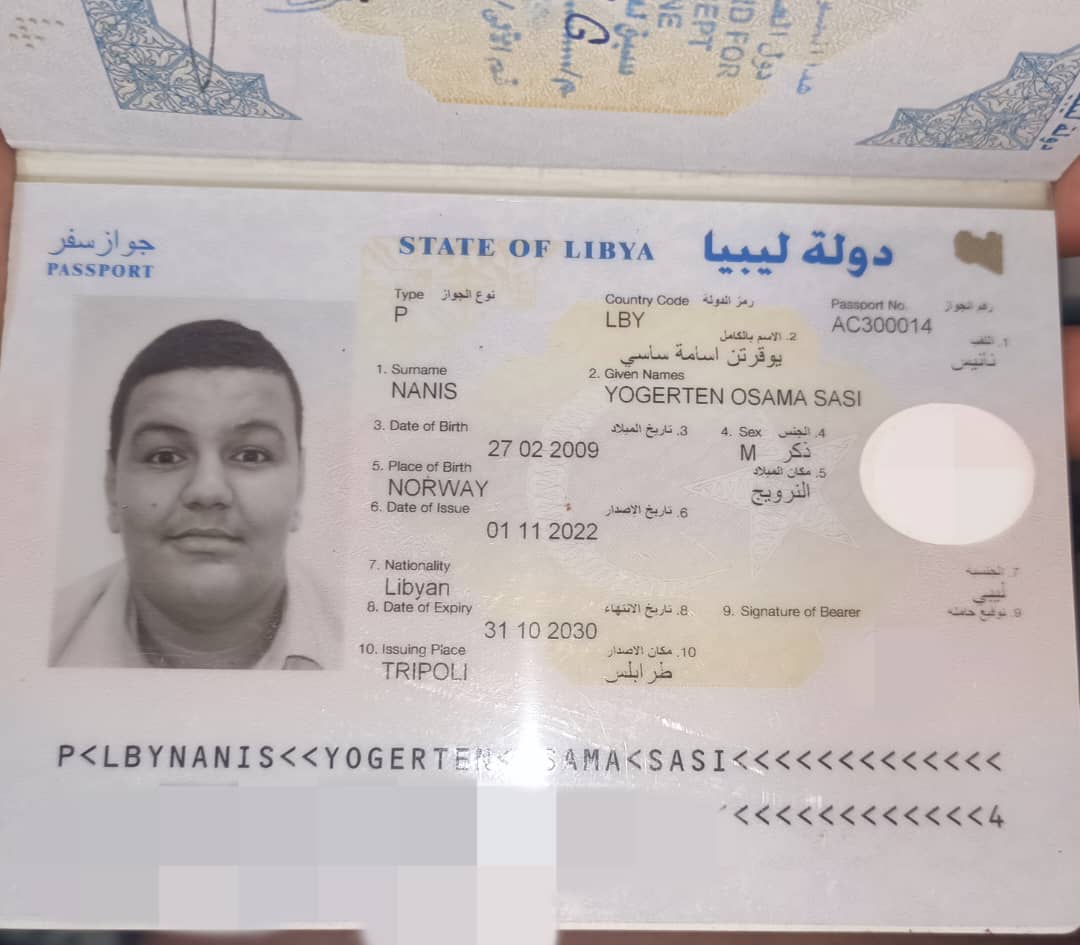 جواز سفر
PASSPORT
STATE OF LIBYA دولة ليبيا
Type نوع الجواز
P
Country Code رمز الدولة
LBY
Passport No. رقم الجواز
AC300014
1. اللقب
نانيس
2. الاسم بالكامل
يوقرتن اسامة ساسي
1. Surname
NANIS
2. Given Names
YOGERTEN OSAMA SASI
3. Date of Birth 3. تاريخ الميلاد
27 02 2009
4. Sex 4. الجنس
M ذكر
5. Place of Birth 5. مكان الميلاد
NORWAY النرويج
6. Date of Issue 6. تاريخ الاصدار
01 11 2022
7. Nationality 7. الجنسية
Libyan ليبي
8. Date of Expiry 8. تاريخ الانتهاء
31 10 2030
9. Signature of Bearer 9. توقيع حامله
10. Issuing Place 10. مكان الاصدار
TRIPOLI طرابلس
P<LBYNANIS<<YOGERTEN< SAMA<SASI<<<<<<<<<<<<<
<<<<<<<<<<<<<4